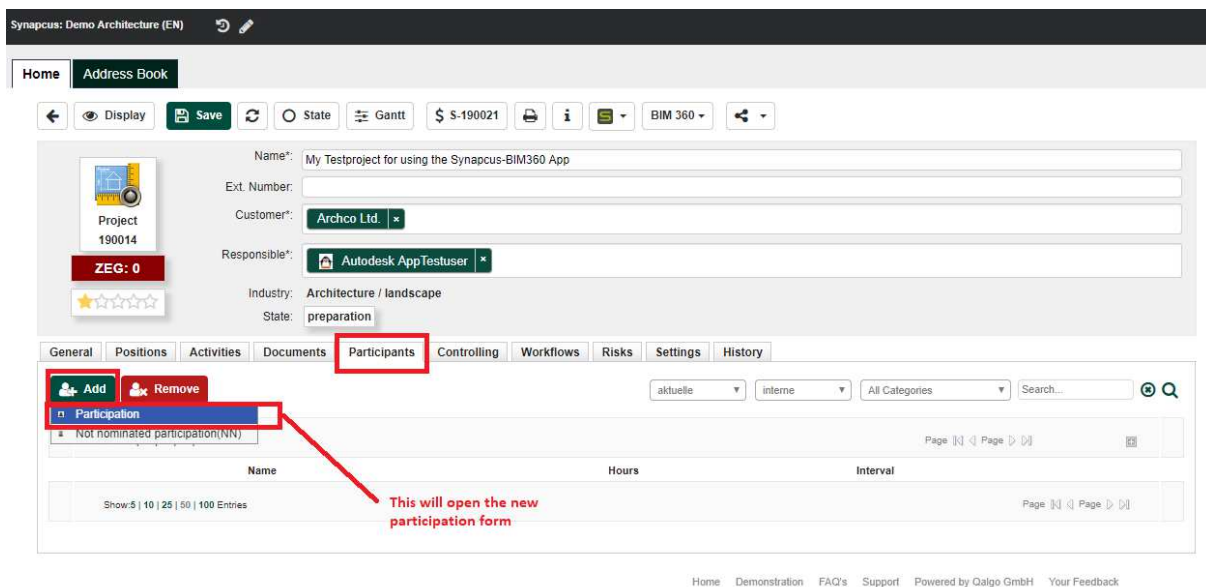 Synapcus: Demo Architecture (EN)
Home Address Book
Display Save State Gantt $ S-190021 i S BIM 360
Name*: My Testproject for using the Synapcus-BIM360 App
Ext. Number:
Customer*: Archco Ltd. ×
Project
190014
Responsible*: Autodesk AppTestuser ×
ZEG: 0
Industry: Architecture / landscape
State: preparation
General Positions Activities Documents Participants Controlling Workflows Risks Settings History
Add Remove aktuelle interne All Categories Search...
Participation
Not nominated participation(NN)
Page Page
Name Hours Interval
Show:5 | 10 | 25 | 50 | 100 Entries Page Page
This will open the new
participation form
Home Demonstration FAQ's Support Powered by Qalgo GmbH Your Feedback